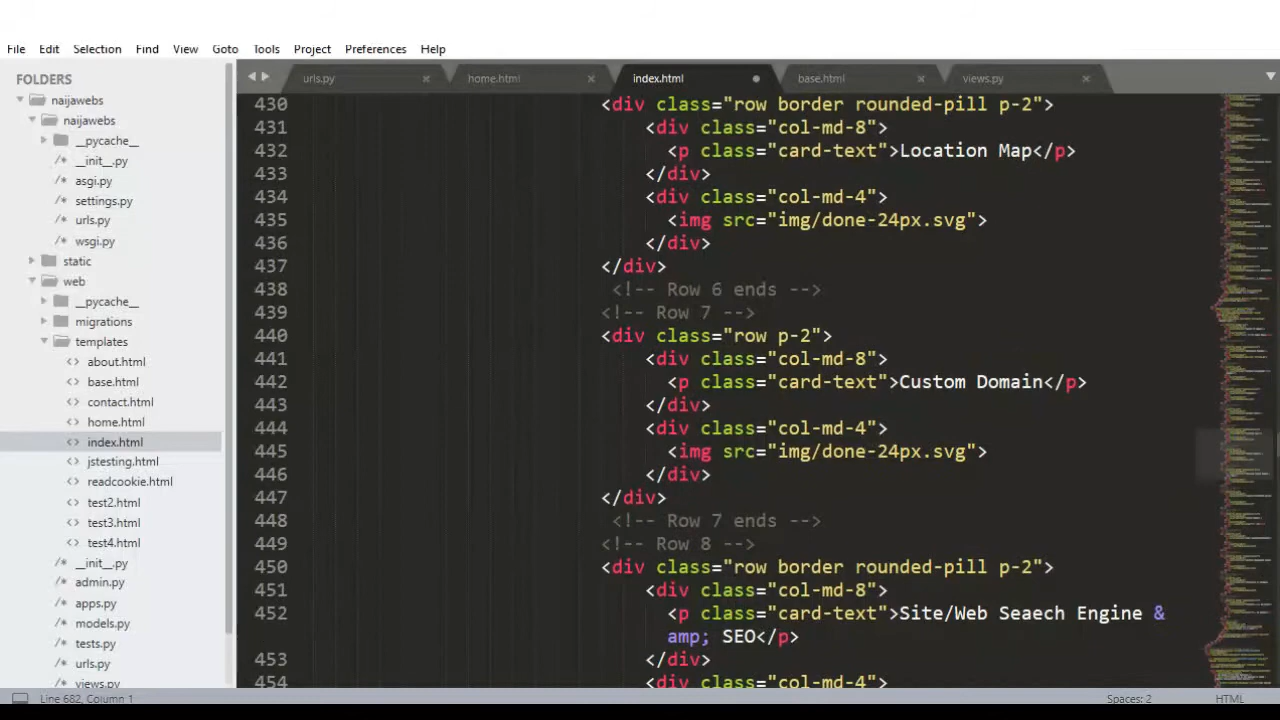 File Edit Selection Find View Goto Tools Project Preferences Help
FOLDERS
naijawebs
naijawebs
__pycache__
/* __init__.py
/* asgi.py
/* settings.py
/* urls.py
/* wsgi.py
static
web
__pycache__
migrations
templates
<> about.html
<> base.html
<> contact.html
<> home.html
<> index.html
<> jstesting.html
<> readcookie.html
<> test2.html
<> test3.html
<> test4.html
/* __init__.py
/* admin.py
/* apps.py
/* models.py
/* tests.py
/* urls.py
/* views.py
urls.py × home.html × index.html base.html × views.py ×
430 <div class="row border rounded-pill p-2">
431 <div class="col-md-8">
432 <p class="card-text">Location Map</p>
433 </div>
434 <div class="col-md-4">
435 <img src="img/done-24px.svg">
436 </div>
437 </div>
438 <!-- Row 6 ends -->
439 <!-- Row 7 -->
440 <div class="row p-2">
441 <div class="col-md-8">
442 <p class="card-text">Custom Domain</p>
443 </div>
444 <div class="col-md-4">
445 <img src="img/done-24px.svg">
446 </div>
447 </div>
448 <!-- Row 7 ends -->
449 <!-- Row 8 -->
450 <div class="row border rounded-pill p-2">
451 <div class="col-md-8">
452 <p class="card-text">Site/Web Seaech Engine &
amp; SEO</p>
453 </div>
454 <div class="col-md-4">
Line 682, Column 1 Spaces: 2 HTML